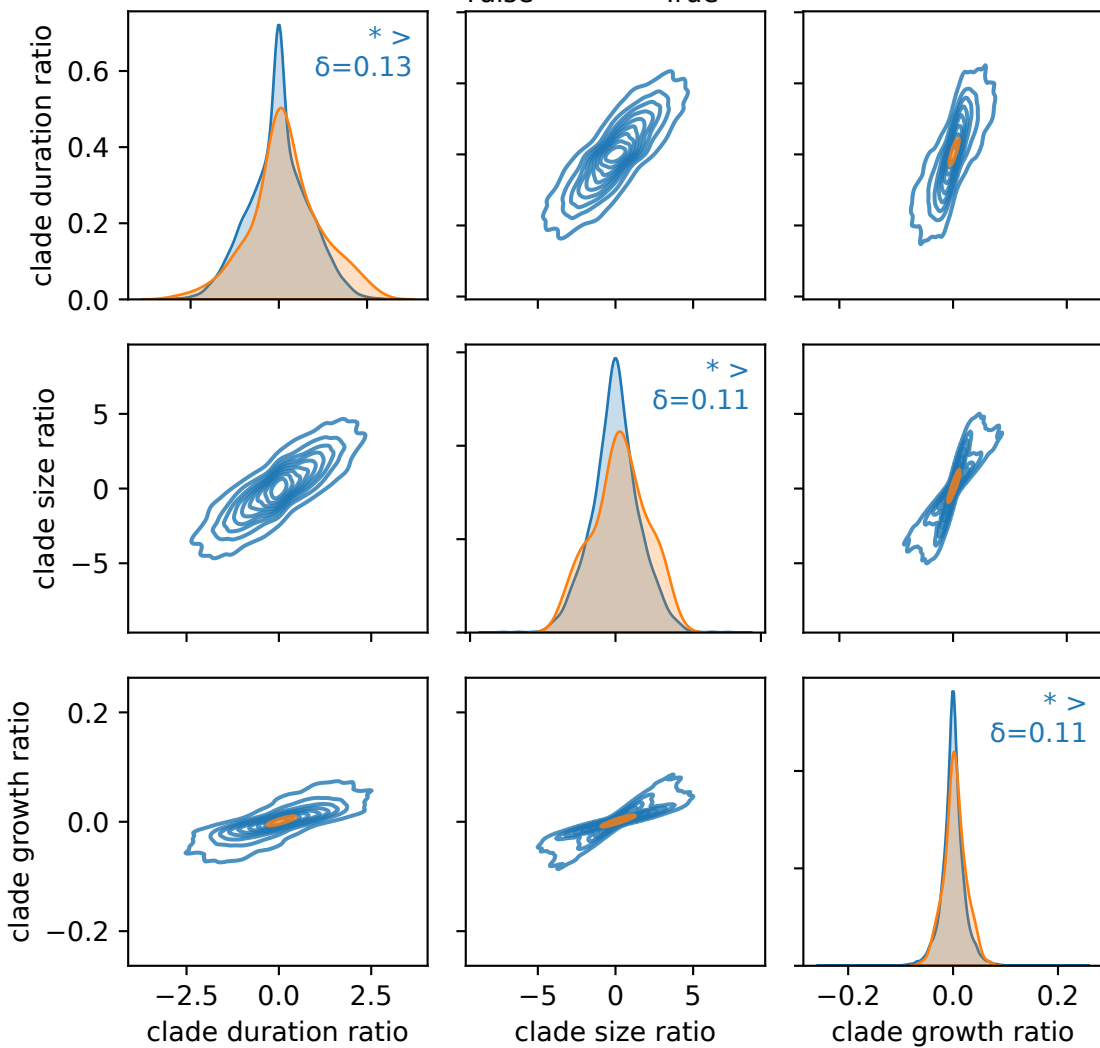 clade duration ratio
0.6
0.4
0.2
0.0
* >
δ=0.13
clade size ratio
5
0
−5
* >
δ=0.11
clade growth ratio
0.2
0.0
−0.2
* >
δ=0.11
−2.5 0.0 2.5
−5 0 5
−0.2 0.0 0.2
clade duration ratio
clade size ratio
clade growth ratio